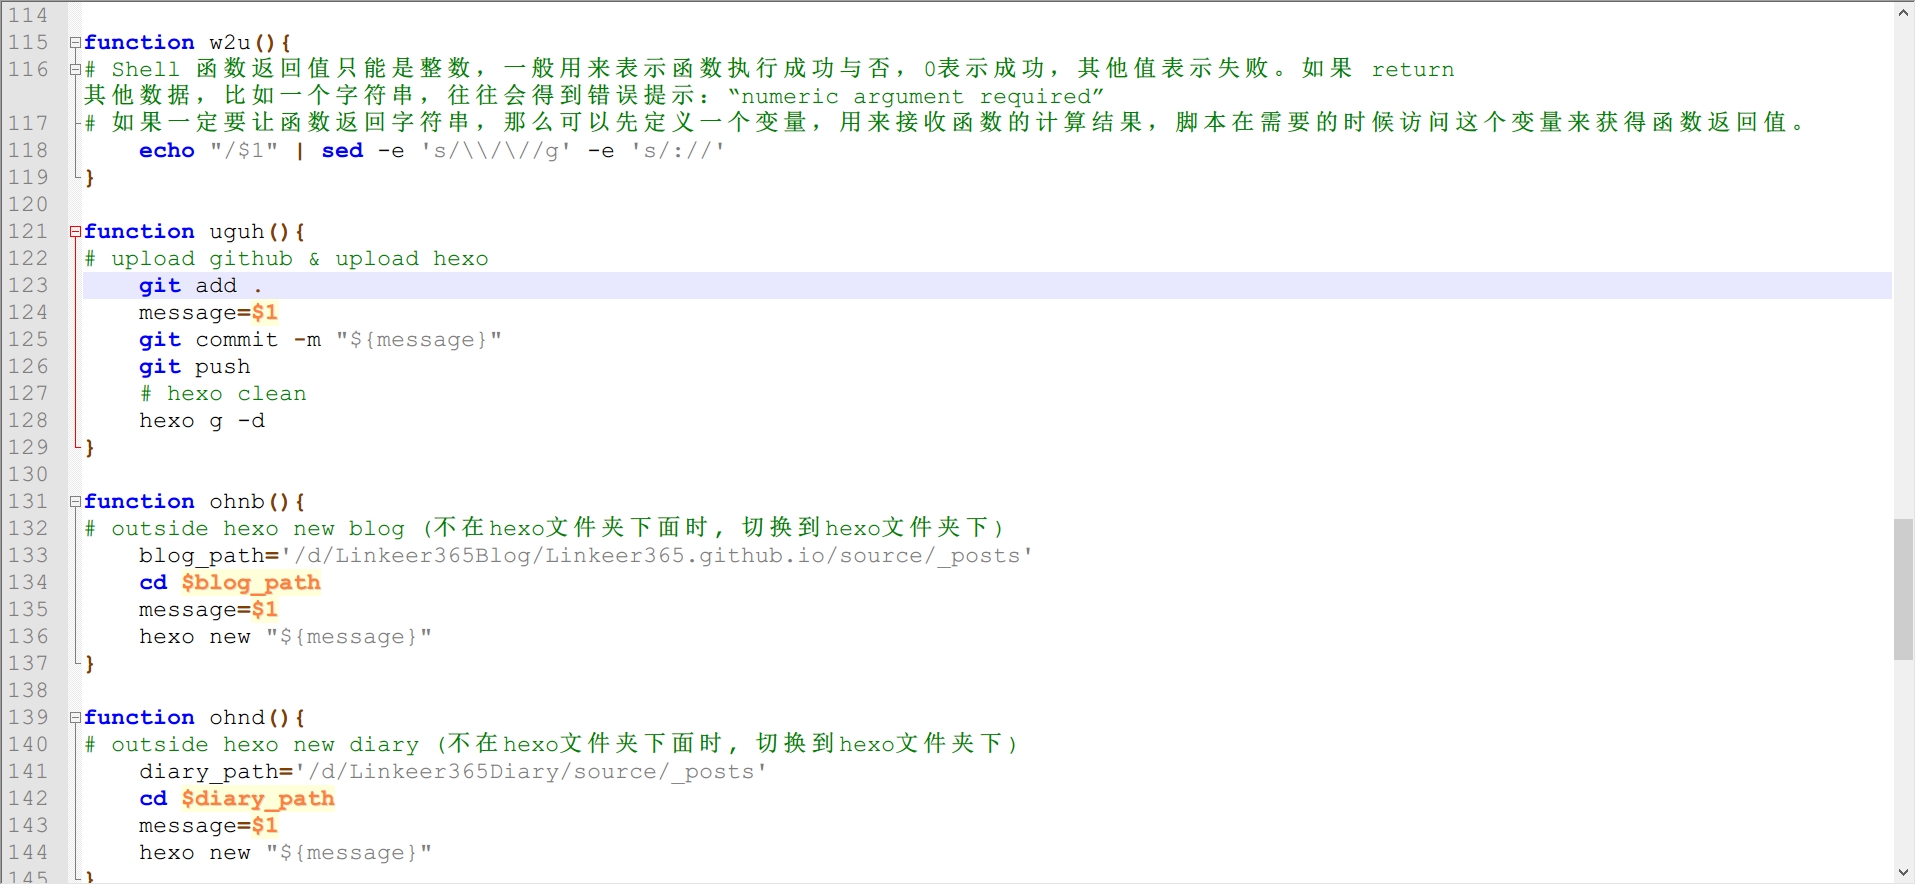 114
115 function w2u(){
116 # Shell 函数返回值只能是整数，一般用来表示函数执行成功与否，0表示成功，其他值表示失败。如果 return
其他数据，比如一个字符串，往往会得到错误提示：“numeric argument required”
117 # 如果一定要让函数返回字符串，那么可以先定义一个变量，用来接收函数的计算结果，脚本在需要的时候访问这个变量来获得函数返回值。
118     echo "/$1" | sed -e 's/\\/\//g' -e 's/://'
119 }
120
121 function uguh(){
122 # upload github & upload hexo
123     git add .
124     message=$1
125     git commit -m "${message}"
126     git push
127     # hexo clean
128     hexo g -d
129 }
130
131 function ohnb(){
132 # outside hexo new blog (不在hexo文件夹下面时, 切换到hexo文件夹下)
133     blog_path='/d/Linkeer365Blog/Linkeer365.github.io/source/_posts'
134     cd $blog_path
135     message=$1
136     hexo new "${message}"
137 }
138
139 function ohnd(){
140 # outside hexo new diary (不在hexo文件夹下面时, 切换到hexo文件夹下)
141     diary_path='/d/Linkeer365Diary/source/_posts'
142     cd $diary_path
143     message=$1
144     hexo new "${message}"
145 }